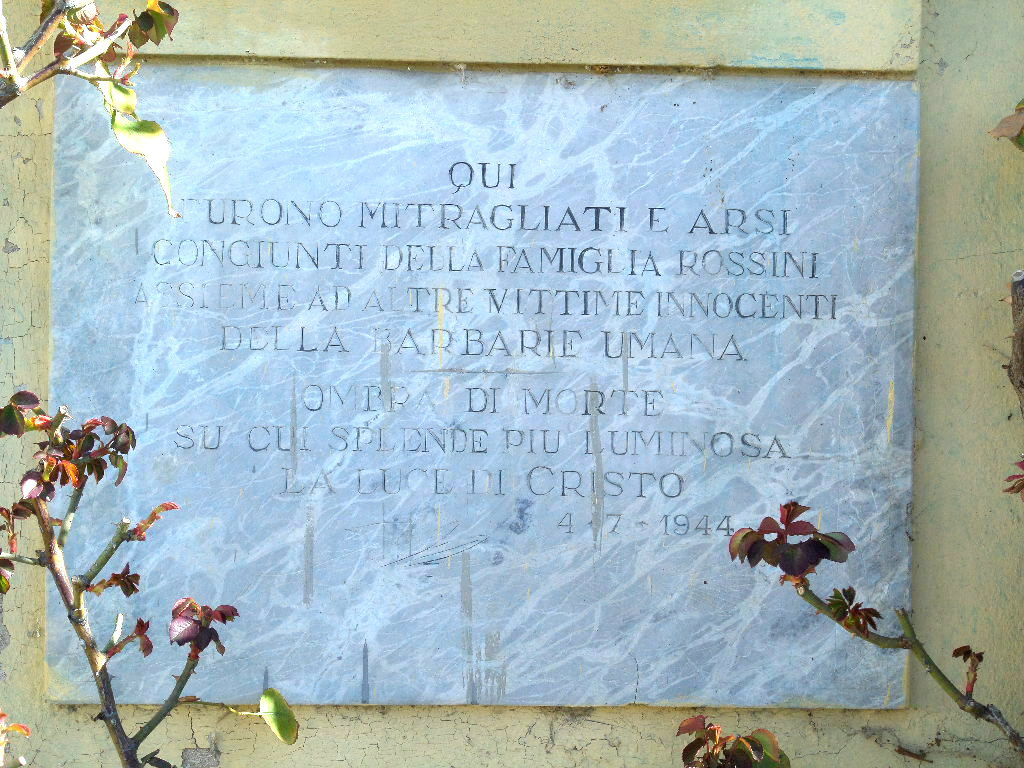 QUI
FURONO MITRAGLIATI E ARSI
CONGIUNTI DELLA FAMIGLIA ROSSINI
ASSIEME AD ALTRE VITTIME INNOCENTI
DELLA BARBARIE UMANA
OMBRA DI MORTE
SU CUI SPLENDE PIU LUMINOSA
LA LUCE DI CRISTO
4-7-1944